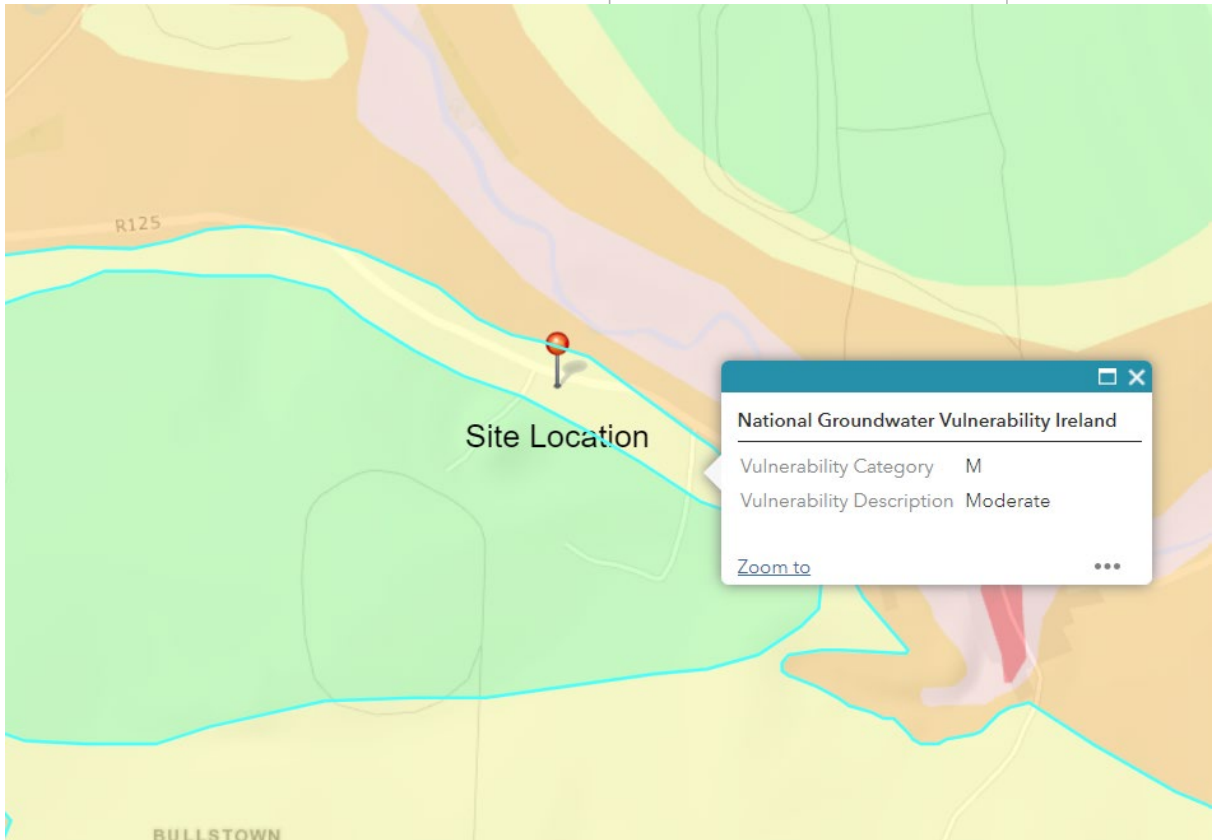 R125
Site Location
National Groundwater Vulnerability Ireland
Vulnerability Category M
Vulnerability Description Moderate
Zoom to
BULLSTOWN